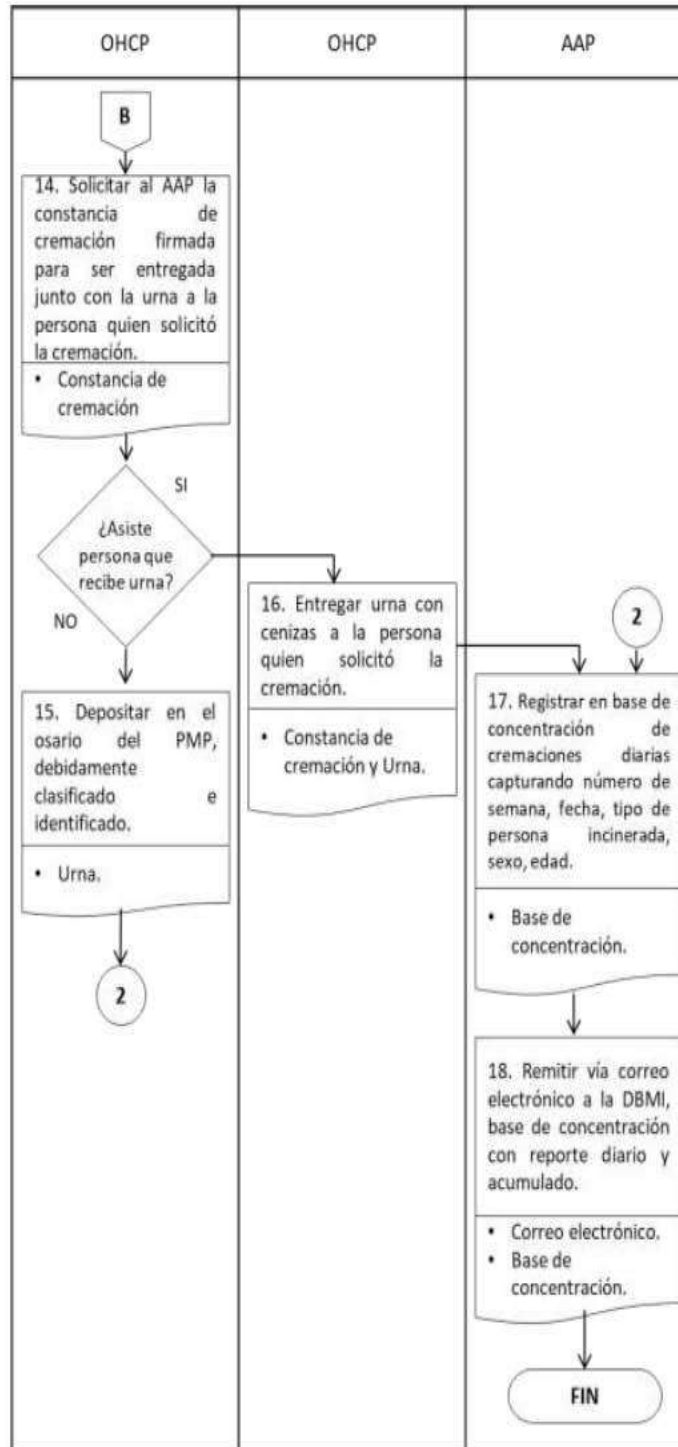 OHCP
OHCP
AAP
B
14. Solicitar al AAP la
constancia de
cremación firmada
para ser entregada
junto con la urna a la
persona quien solicitó
la cremación.
• Constancia de
cremación
SI
¿Asiste
persona que
recibe urna?
NO
15. Depositar en el
osario del PMP,
debidamente
clasificado e
identificado.
• Urna.
2
16. Entregar urna con
cenizas a la persona
quien solicitó la
cremación.
• Constancia de
cremación y Urna.
2
17. Registrar en base de
concentración de
cremaciones diarias
capturando número de
semana, fecha, tipo de
persona incinerada,
sexo, edad.
• Base de
concentración.
18. Remitir vía correo
electrónico a la DBMI,
base de concentración
con reporte diario y
acumulado.
• Correo electrónico.
• Base de
concentración.
FIN